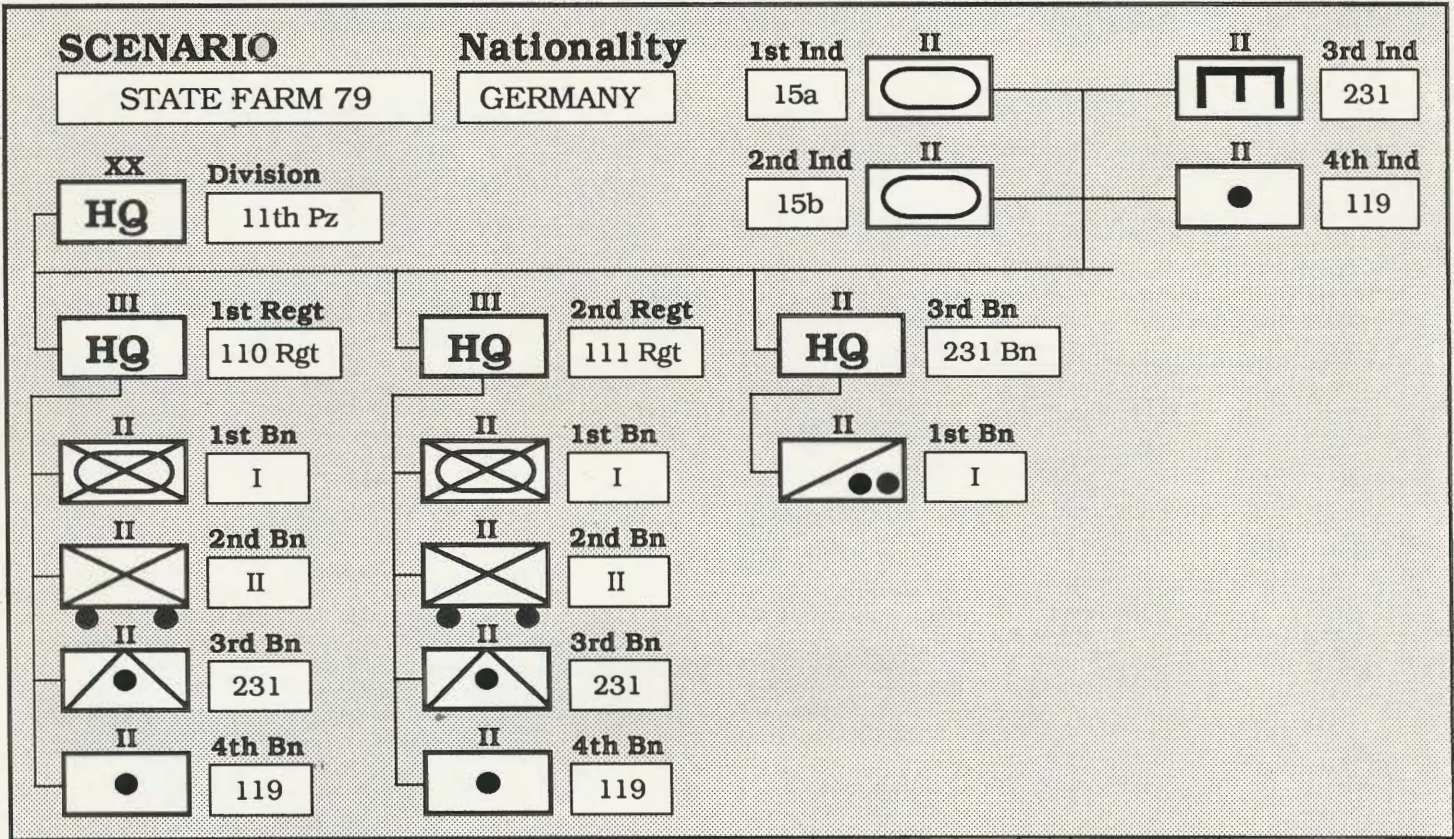 SCENARIO
STATE FARM 79
Nationality
GERMANY
1st Ind
15a
II
II
3rd Ind
231
2nd Ind
15b
II
II
4th Ind
119
XX
HQ
Division
11th Pz
III
HQ
1st Regt
110 Rgt
III
HQ
2nd Regt
111 Rgt
II
HQ
3rd Bn
231 Bn
II
1st Bn
I
II
2nd Bn
II
II
3rd Bn
231
II
4th Bn
119
II
1st Bn
I
II
2nd Bn
II
II
3rd Bn
231
II
4th Bn
119
II
1st Bn
I